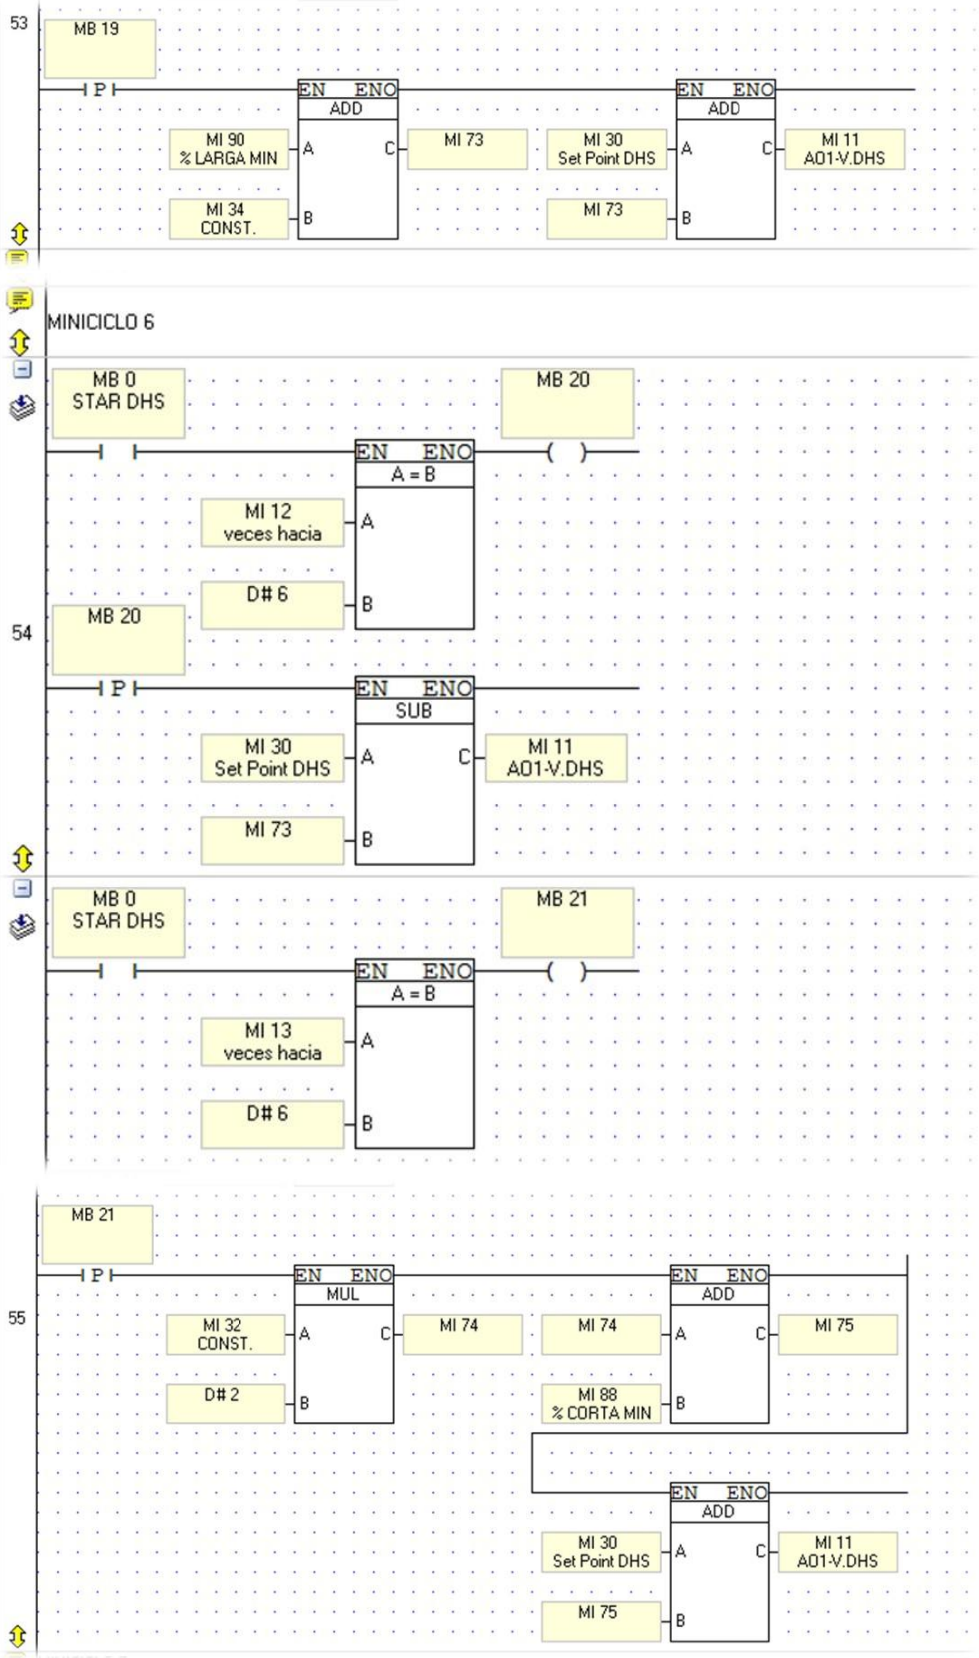 53
MB 19
P
EN ENO EN ENO
ADD ADD
MI 90
% LARGA MIN
A C
MI 73
MI 30
Set Point DHS
A C
MI 11
AO1-V.DHS
MI 34
CONST.
B
MI 73
B
MINICICLO 6
MB 0
STAR DHS
MB 20
EN ENO
( )
A = B
MI 12
veces hacia
A
D# 6
B
MB 20
54
P
EN ENO
SUB
MI 30
Set Point DHS
A C
MI 11
AO1-V.DHS
MI 73
B
MB 0
STAR DHS
MB 21
EN ENO
( )
A = B
MI 13
veces hacia
A
D# 6
B
MB 21
P
EN ENO EN ENO
MUL ADD
55
MI 32
CONST.
A C
MI 74
MI 74
A C
MI 75
D# 2
B
MI 88
% CORTA MIN
B
EN ENO
ADD
MI 30
Set Point DHS
A C
MI 11
AO1-V.DHS
MI 75
B